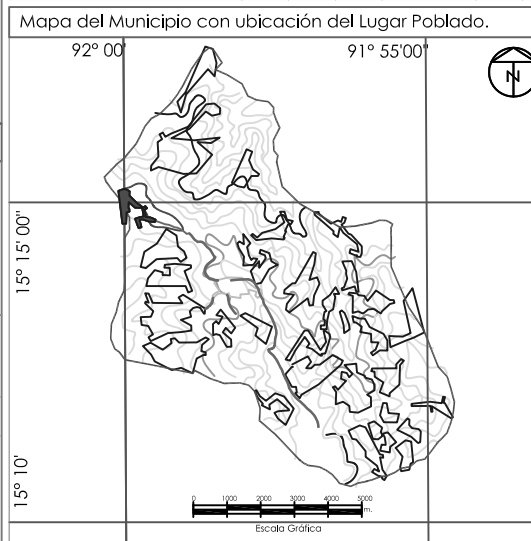 Mapa del Municipio con ubicación del Lugar Poblado.
92° 00'
91° 55'00"
N
15° 15' 00"
15° 10'
0 1000 2000 3000 4000 5000
m.
Escala Gráfica